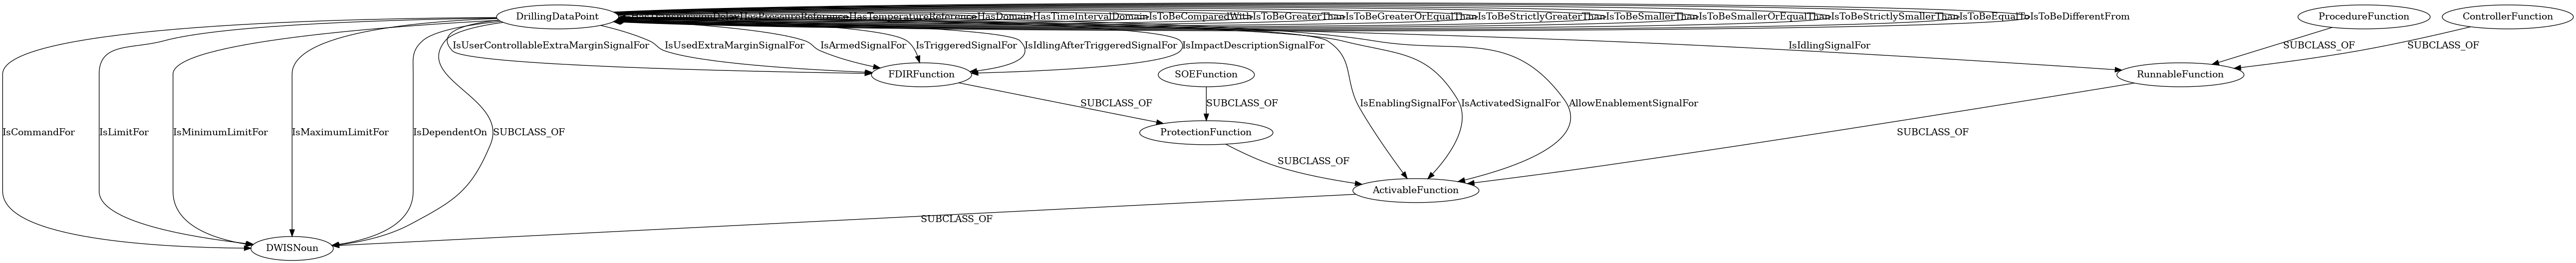 DrillingDataPoint
HasPressureReference
HasTemperatureReference
HasDomain
HasTimeIntervalDomain
IsToBeComparedWith
IsToBeGreaterThan
IsToBeGreaterOrEqualThan
IsToBeStrictlyGreaterThan
IsToBeSmallerThan
IsToBeSmallerOrEqualThan
IsToBeStrictlySmallerThan
IsToBeEqualTo
IsToBeDifferentFrom
ProcedureFunction
ControllerFunction
IsUserControllableExtraMarginSignalFor
IsUsedExtraMarginSignalFor
IsArmedSignalFor
IsTriggeredSignalFor
IsIdlingAfterTriggeredSignalFor
IsImpactDescriptionSignalFor
IsIdlingSignalFor
SUBCLASS_OF
SUBCLASS_OF
FDIRFunction
SOEFunction
RunnableFunction
SUBCLASS_OF
SUBCLASS_OF
IsEnablingSignalFor
IsActivatedSignalFor
AllowEnablementSignalFor
IsCommandFor
IsLimitFor
IsMinimumLimitFor
IsMaximumLimitFor
IsDependentOn
SUBCLASS_OF
ProtectionFunction
SUBCLASS_OF
SUBCLASS_OF
ActivableFunction
SUBCLASS_OF
DWISNoun